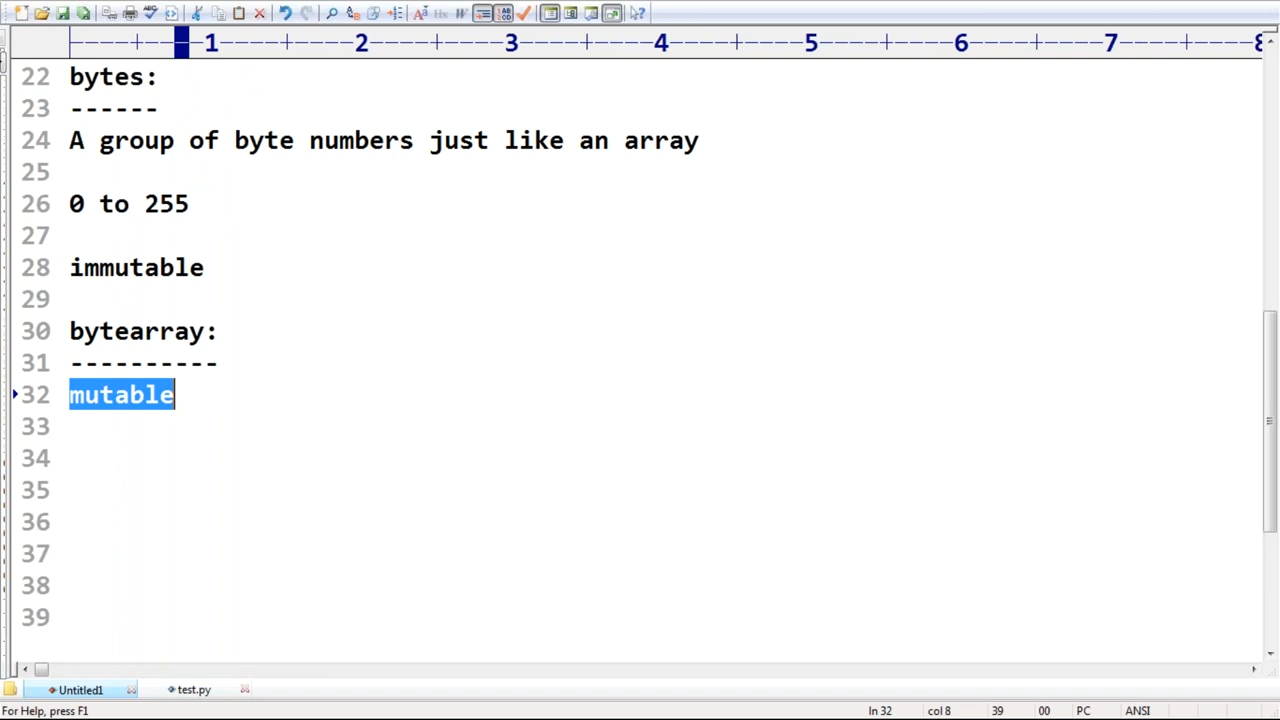 1 2 3 4 5 6 7 8
22 bytes:
23 ------
24 A group of byte numbers just like an array
25
26 0 to 255
27
28 immutable
29
30 bytearray:
31 ----------
32 mutable
33
34
35
36
37
38
39
Untitled1 test.py
For Help, press F1 ln 32 col 8 39 00 PC ANSI